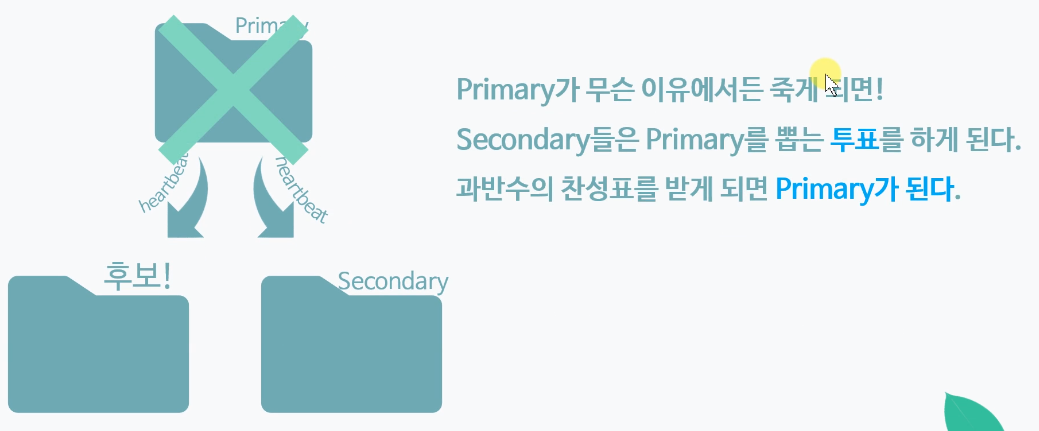 Primary
Primary가 무슨 이유에서든 죽게 되면!
Secondary들은 Primary를 뽑는 투표를 하게 된다.
과반수의 찬성표를 받게 되면 Primary가 된다.
heartbeat
heartbeat
후보!
Secondary